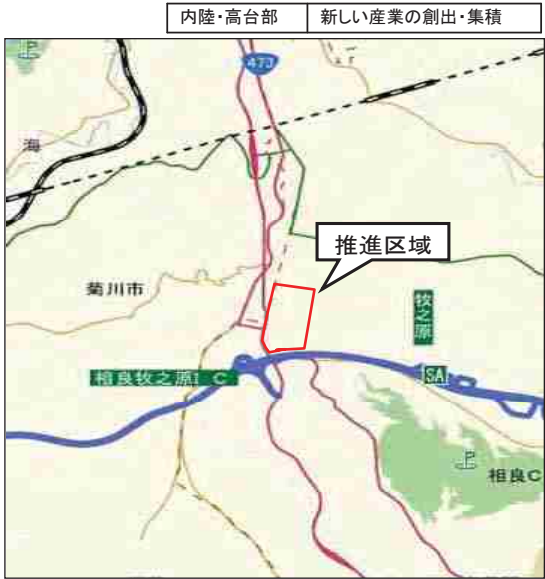 内陸・高台部 新しい産業の創出・集積
473
海
推進区域
菊川市
牧之原
相良牧之原I C
SA
相良C